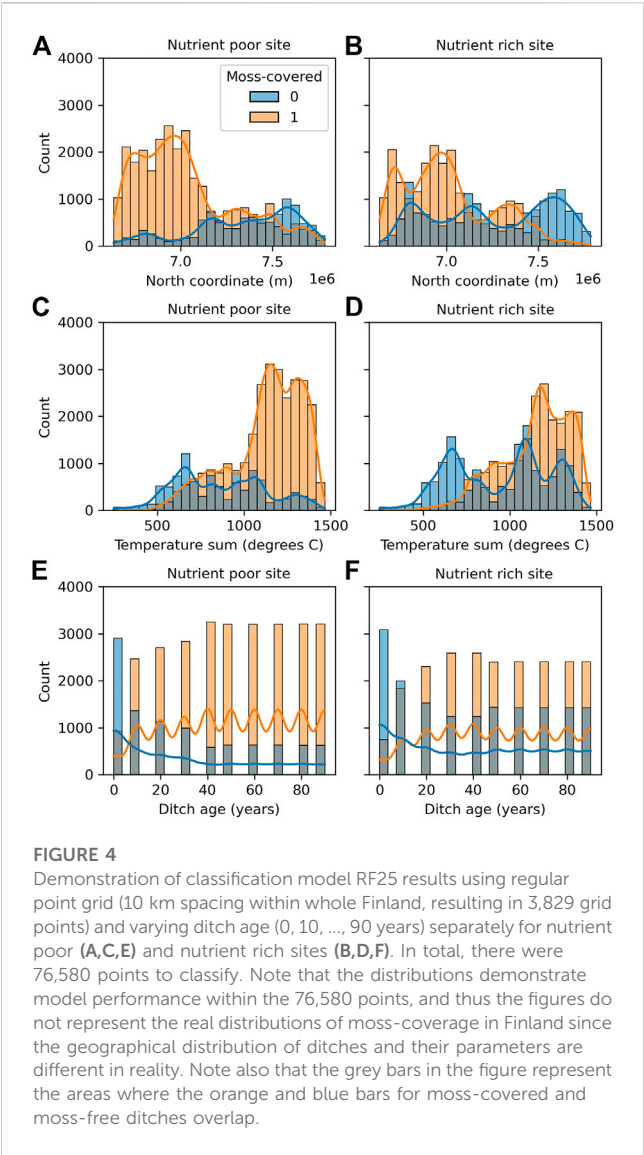 A
Nutrient poor site
B
Nutrient rich site
4000
3000
2000
1000
0
Count
Moss-covered
0
1
7.0
7.5
1e6
North coordinate (m)
4000
3000
2000
1000
0
7.0
7.5
1e6
North coordinate (m)
C
Nutrient poor site
D
Nutrient rich site
4000
3000
2000
1000
0
Count
500
1000
1500
Temperature sum (degrees C)
500
1000
1500
Temperature sum (degrees C)
E
Nutrient poor site
F
Nutrient rich site
4000
3000
2000
1000
0
Count
0
20
40
60
80
Ditch age (years)
0
20
40
60
80
Ditch age (years)
FIGURE 4
Demonstration of classification model RF25 results using regular
point grid (10 km spacing within whole Finland, resulting in 3,829 grid
points) and varying ditch age (0, 10, ..., 90 years) separately for nutrient
poor (A,C,E) and nutrient rich sites (B,D,F). In total, there were
76,580 points to classify. Note that the distributions demonstrate
model performance within the 76,580 points, and thus the figures do
not represent the real distributions of moss-coverage in Finland since
the geographical distribution of ditches and their parameters are
different in reality. Note also that the grey bars in the figure represent
the areas where the orange and blue bars for moss-covered and
moss-free ditches overlap.